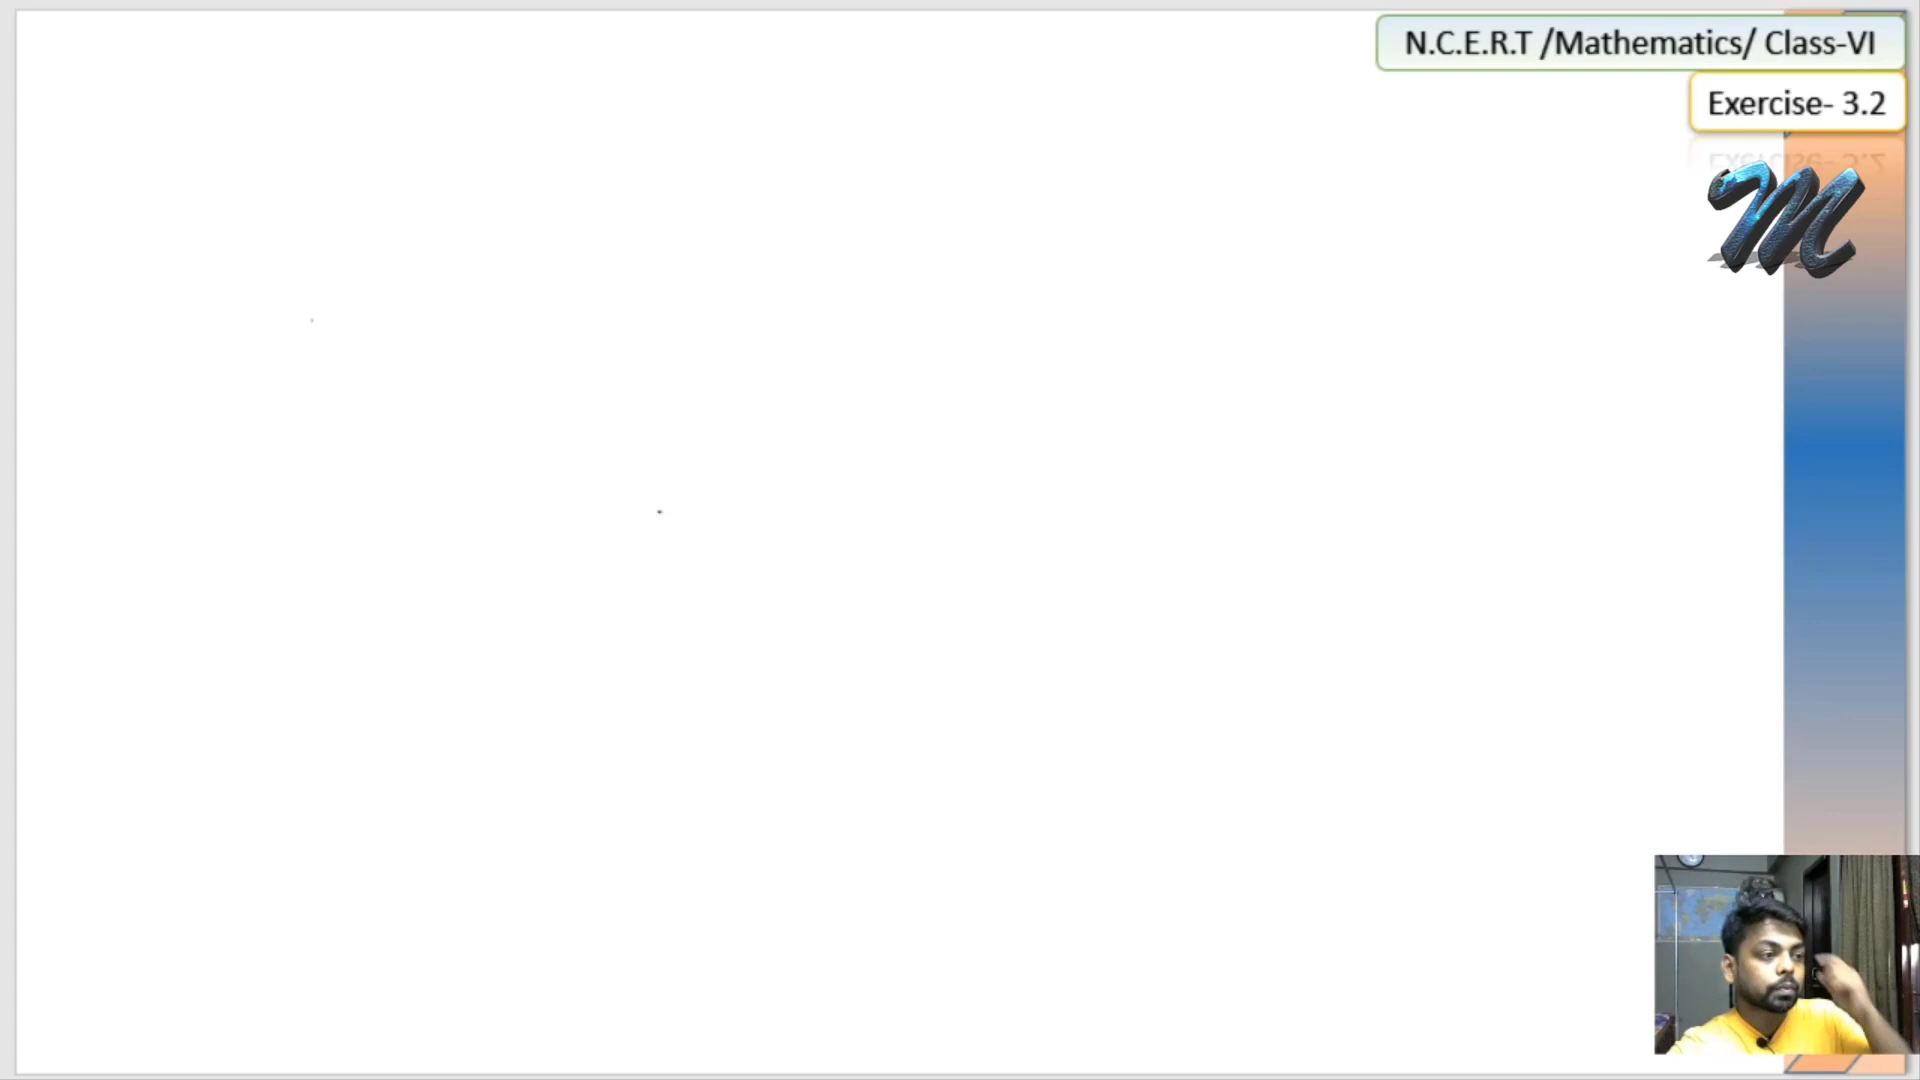 N.C.E.R.T /Mathematics/ Class-VI
Exercise- 3.2
M